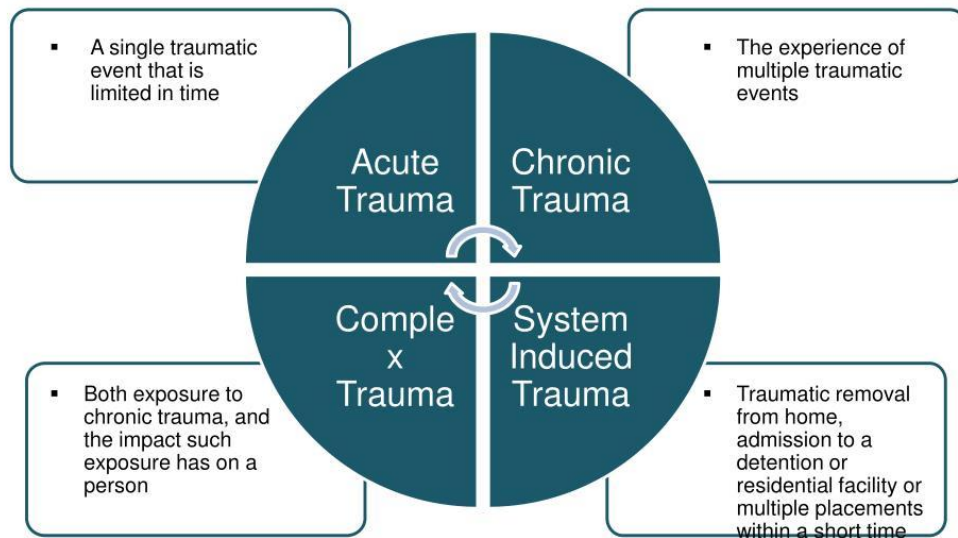 ▪ A single traumatic
event that is
limited in time
▪ The experience of
multiple traumatic
events
Acute
Trauma
Chronic
Trauma
Comple
x
Trauma
System
Induced
Trauma
▪ Both exposure to
chronic trauma, and
the impact such
exposure has on a
person
▪ Traumatic removal
from home,
admission to a
detention or
residential facility or
multiple placements
within a short time